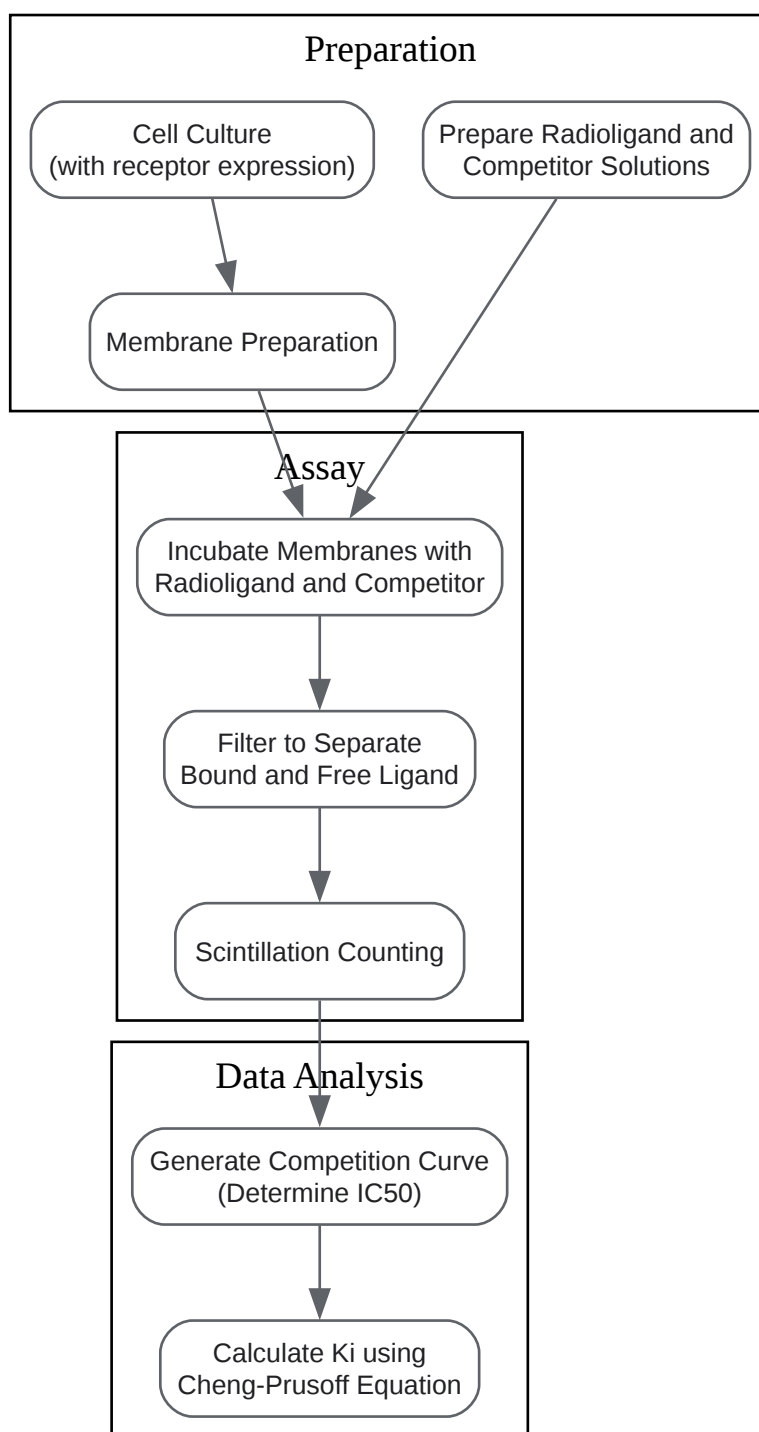 Preparation
Cell Culture
(with receptor expression)
Prepare Radioligand and
Competitor Solutions
Membrane Preparation
Assay
Incubate Membranes with
Radioligand and Competitor
Filter to Separate
Bound and Free Ligand
Scintillation Counting
Data Analysis
Generate Competition Curve
(Determine IC50)
Calculate Ki using
Cheng-Prusoff Equation